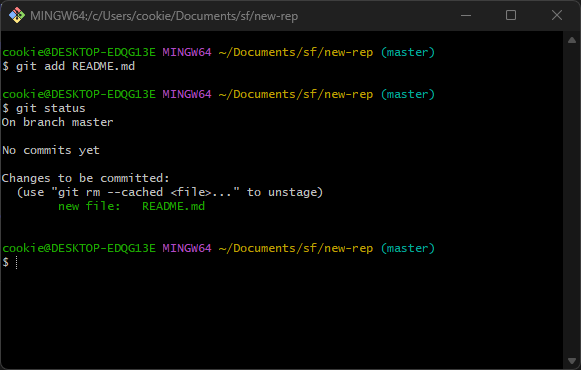 MINGW64:/c/Users/cookie/Documents/sf/new-rep
cookie@DESKTOP-EDQG13E MINGW64 ~/Documents/sf/new-rep (master)
$ git add README.md
cookie@DESKTOP-EDQG13E MINGW64 ~/Documents/sf/new-rep (master)
$ git status
On branch master
No commits yet
Changes to be committed:
  (use "git rm --cached <file>..." to unstage)
        new file:   README.md
cookie@DESKTOP-EDQG13E MINGW64 ~/Documents/sf/new-rep (master)
$